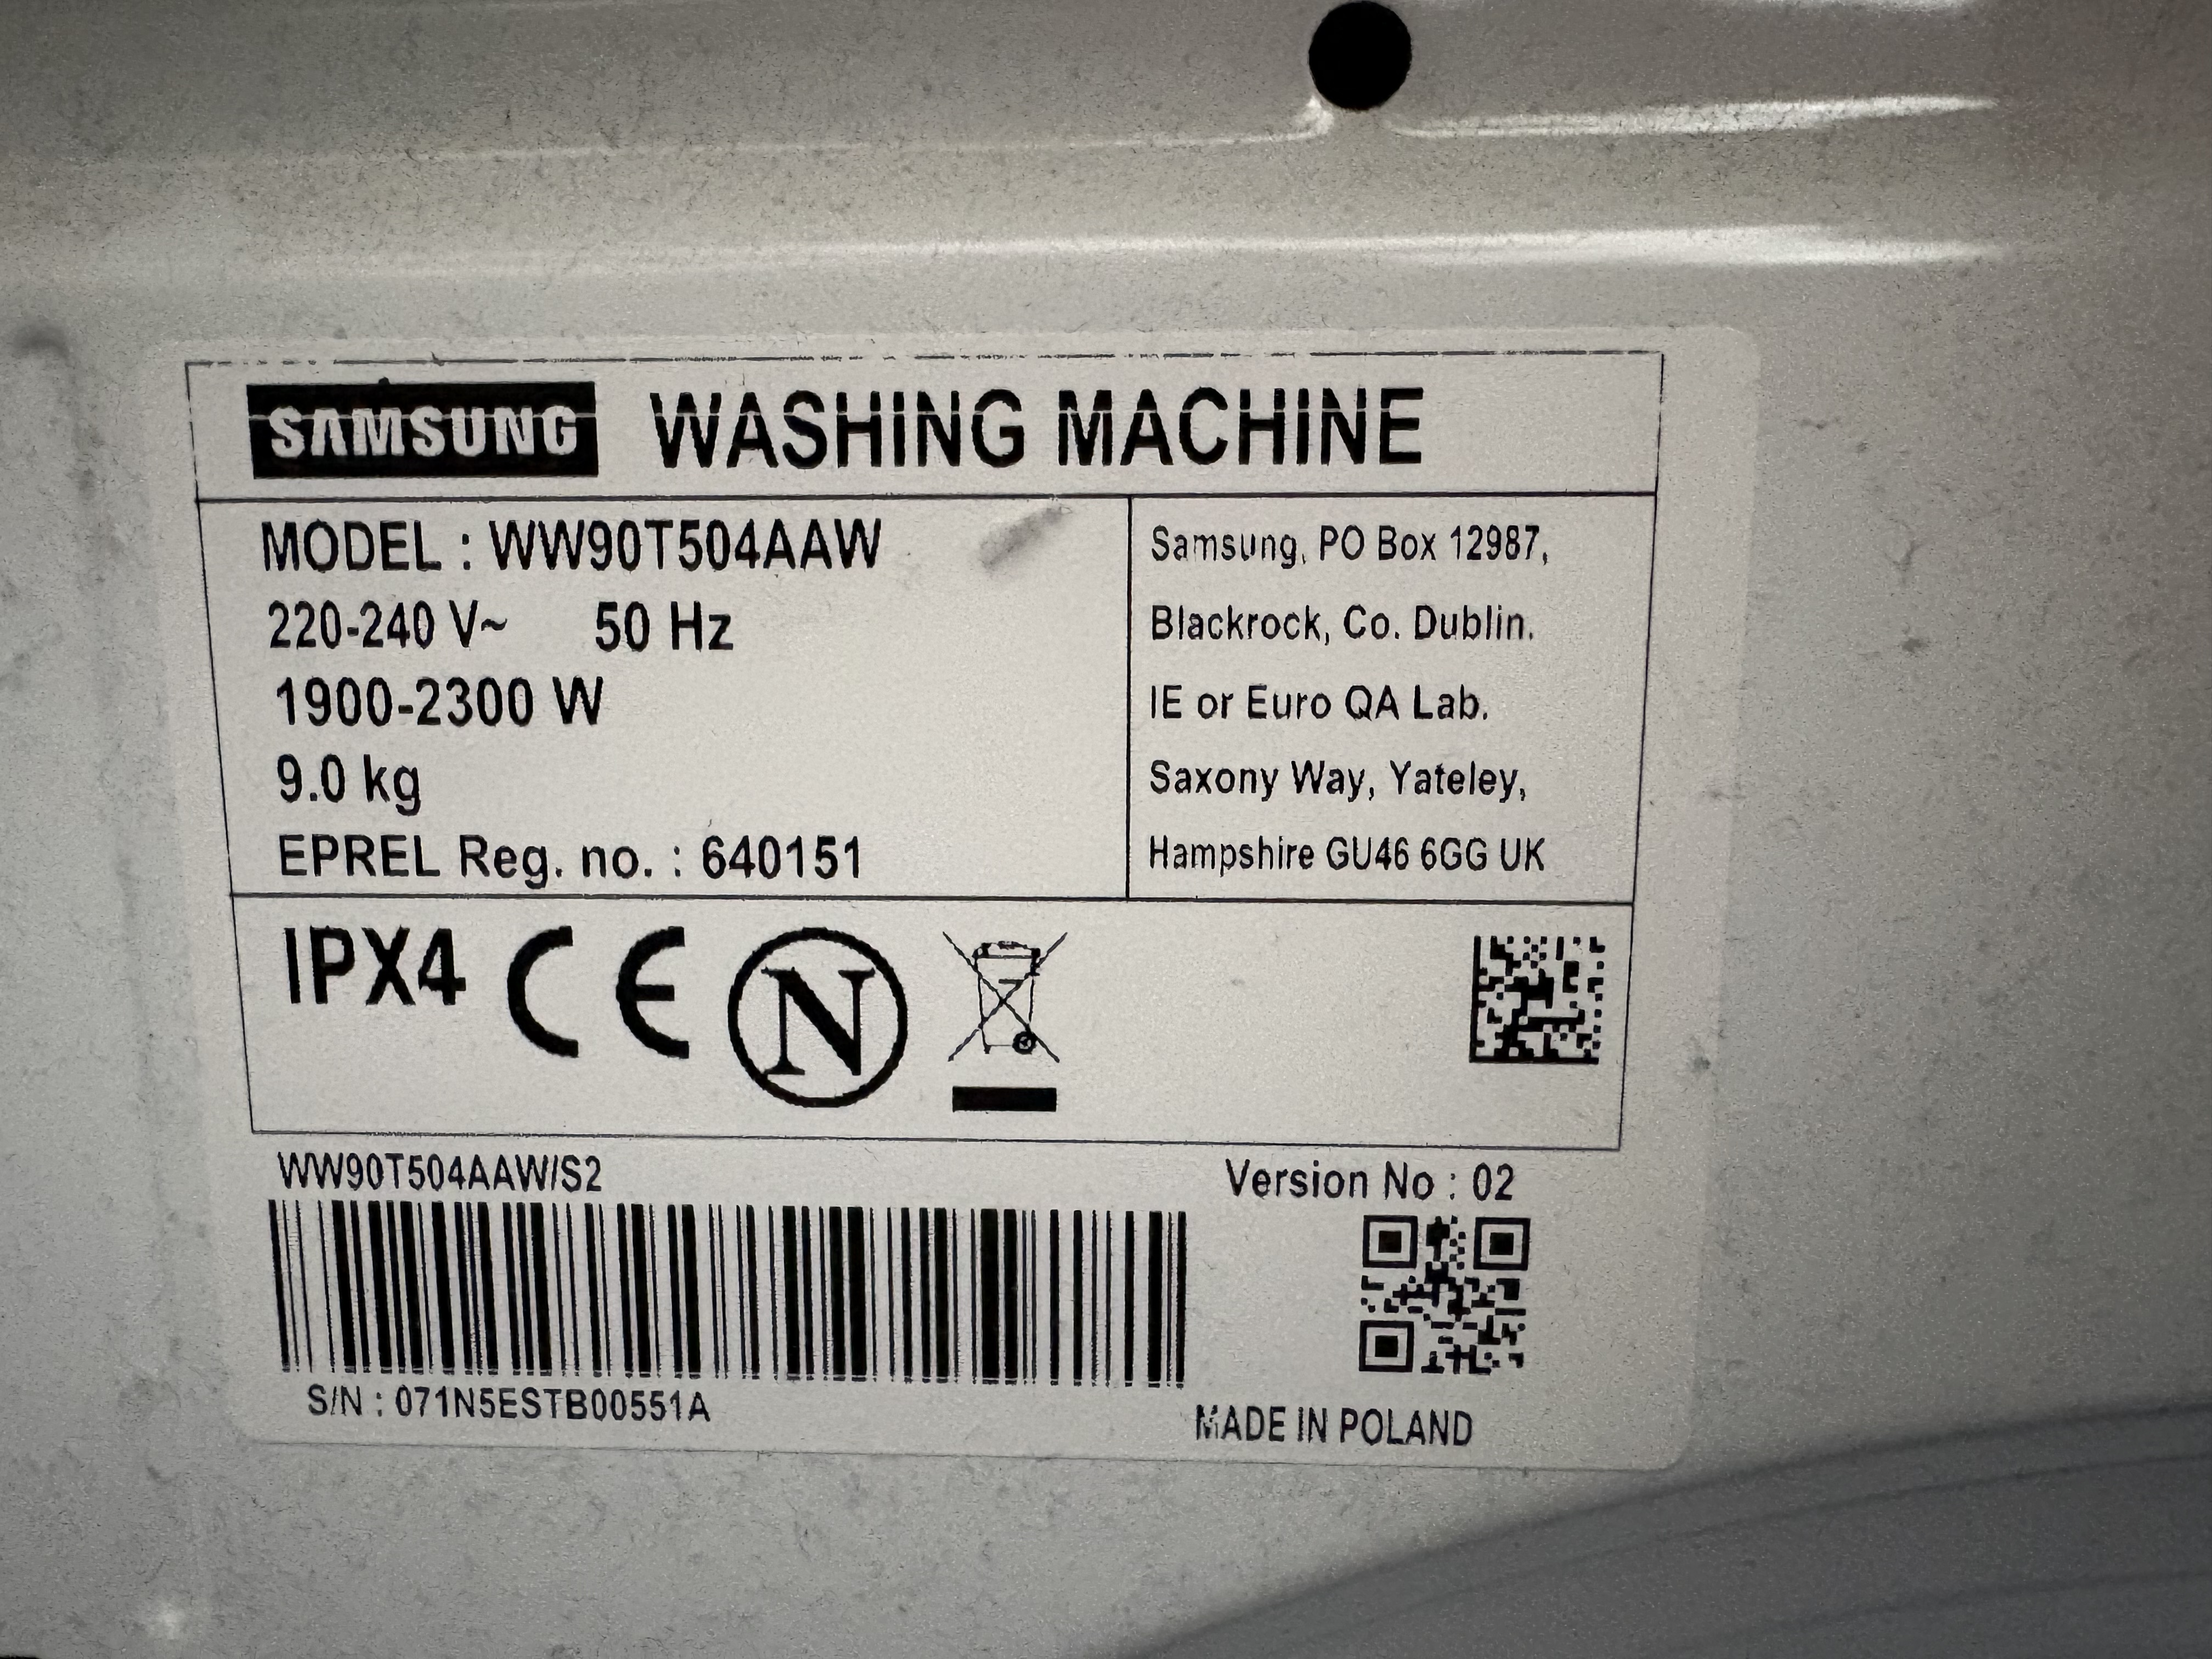 SAMSUNG WASHING MACHINE
MODEL : WW90T504AAW
220-240 V~ 50 Hz
1900-2300 W
9.0 kg
EPREL Reg. no. : 640151
Samsung, PO Box 12987,
Blackrock, Co. Dublin.
IE or Euro QA Lab.
Saxony Way, Yateley,
Hampshire GU46 6GG UK
IPX4 CE N
WW90T504AAW/S2
Version No : 02
S/N : 071N5ESTB00551A
MADE IN POLAND